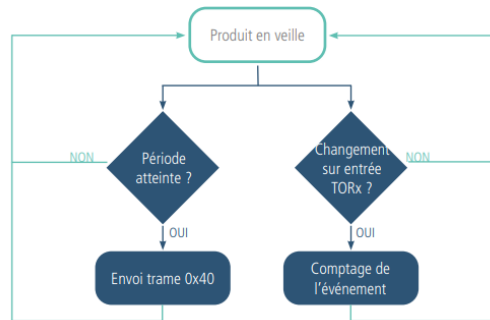 Produit en veille
NON
Période
atteinte ?
Changement
sur entrée
TORx ?
NON
OUI
OUI
Envoi trame 0x40
Comptage de
l'événement